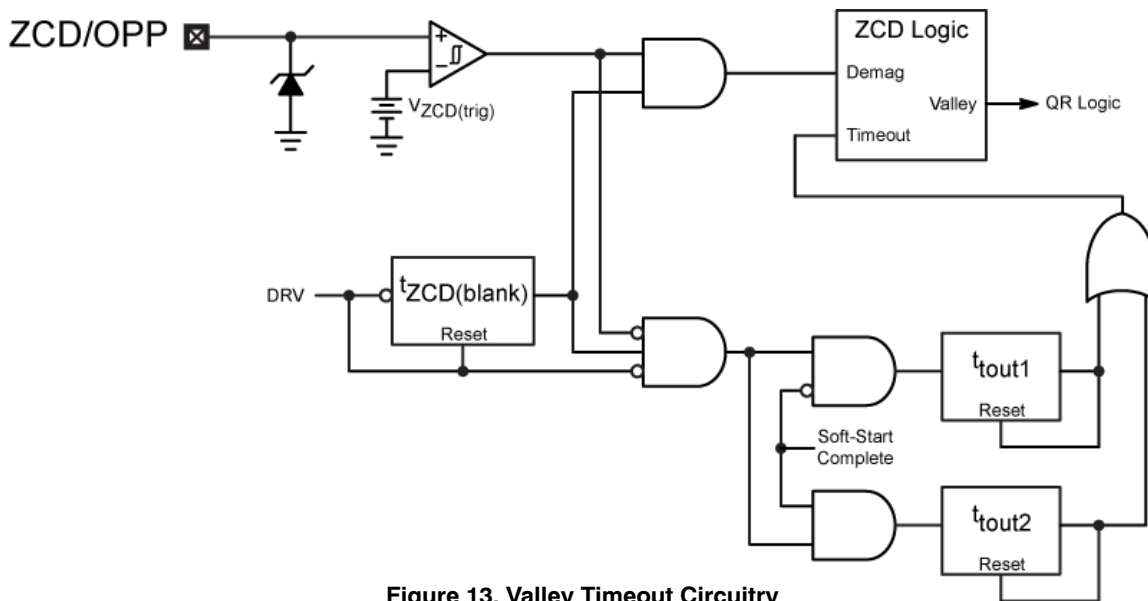 ZCD/OPP
ZCD Logic
Demag
Valley
QR Logic
Timeout
VZCD(trig)
DRV
tZCD(blank)
Reset
ttout1
Reset
Soft-Start
Complete
ttout2
Reset
Figure 13. Valley Timeout Circuitry